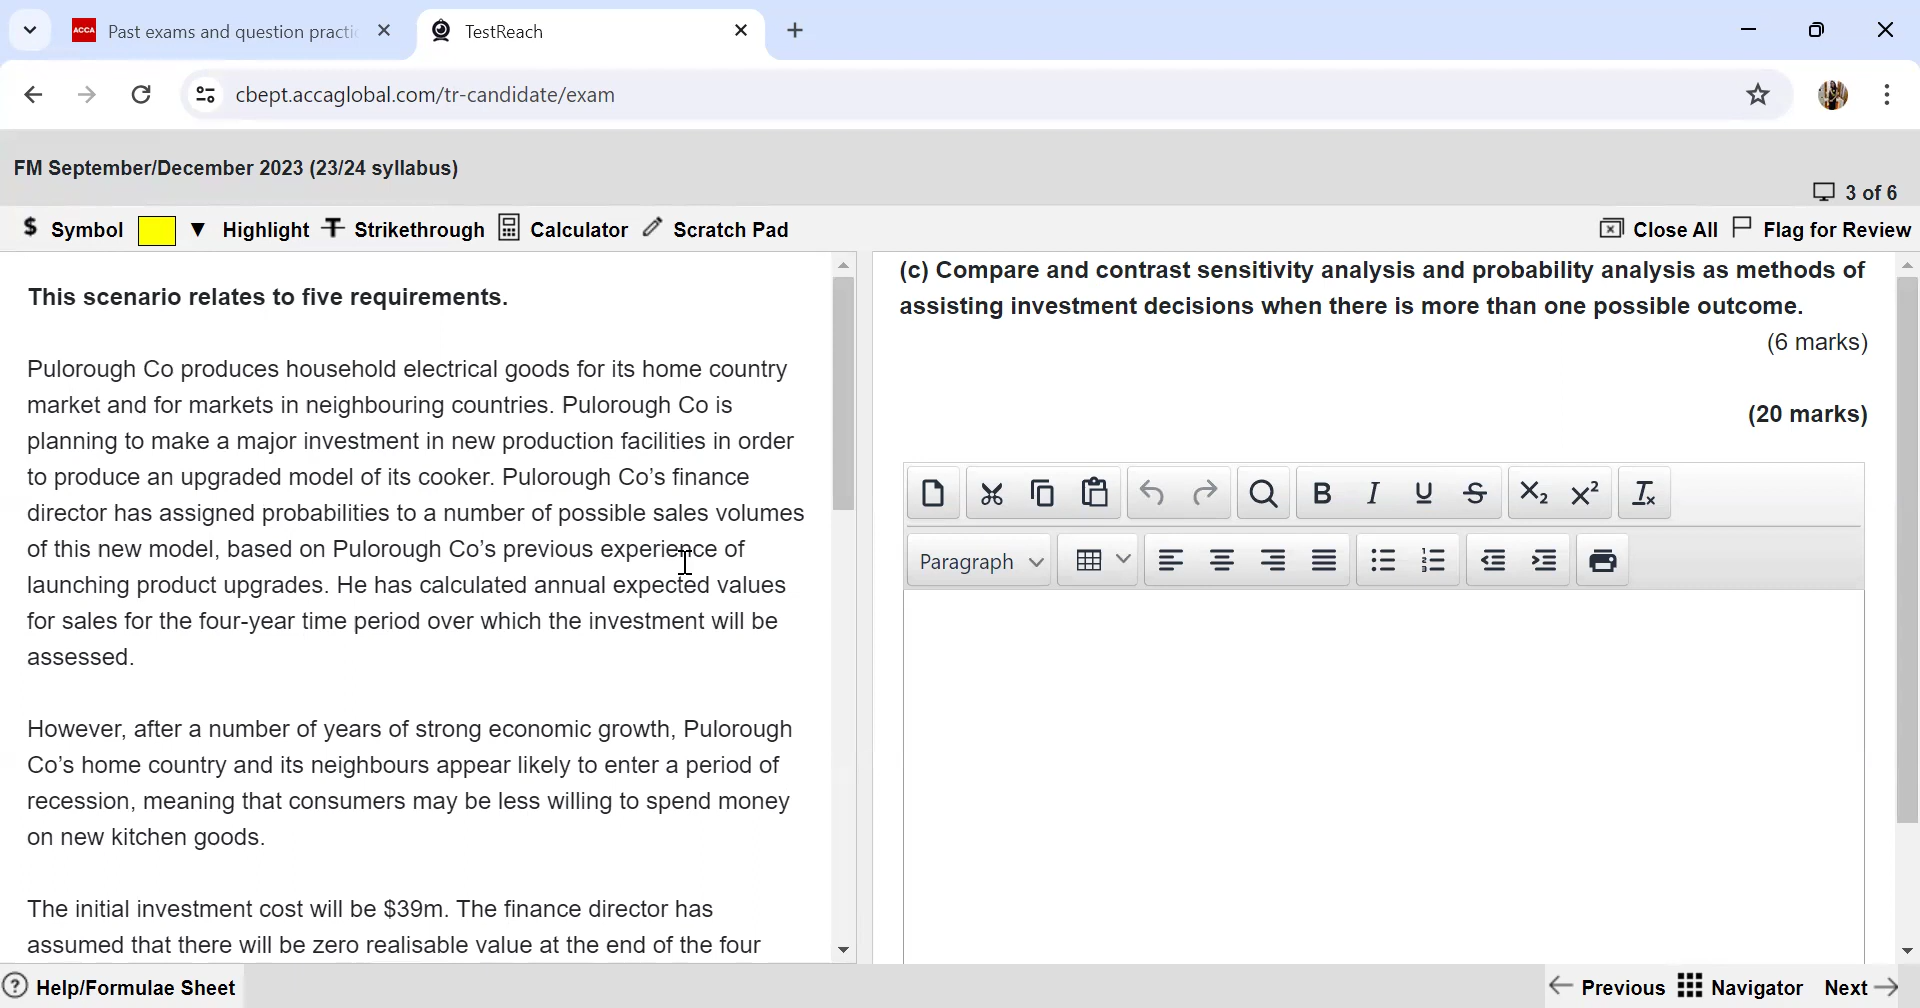 Past exams and question practic
TestReach
cbept.accaglobal.com/tr-candidate/exam
FM September/December 2023 (23/24 syllabus)
3 of 6
$ Symbol Highlight Strikethrough Calculator Scratch Pad Close All Flag for Review
This scenario relates to five requirements.
Pulorough Co produces household electrical goods for its home country
market and for markets in neighbouring countries. Pulorough Co is
planning to make a major investment in new production facilities in order
to produce an upgraded model of its cooker. Pulorough Co's finance
director has assigned probabilities to a number of possible sales volumes
of this new model, based on Pulorough Co's previous experience of
launching product upgrades. He has calculated annual expected values
for sales for the four-year time period over which the investment will be
assessed.
However, after a number of years of strong economic growth, Pulorough
Co's home country and its neighbours appear likely to enter a period of
recession, meaning that consumers may be less willing to spend money
on new kitchen goods.
The initial investment cost will be $39m. The finance director has
assumed that there will be zero realisable value at the end of the four
(c) Compare and contrast sensitivity analysis and probability analysis as methods of
assisting investment decisions when there is more than one possible outcome.
(6 marks)
(20 marks)
Paragraph
Help/Formulae Sheet
Previous Navigator Next